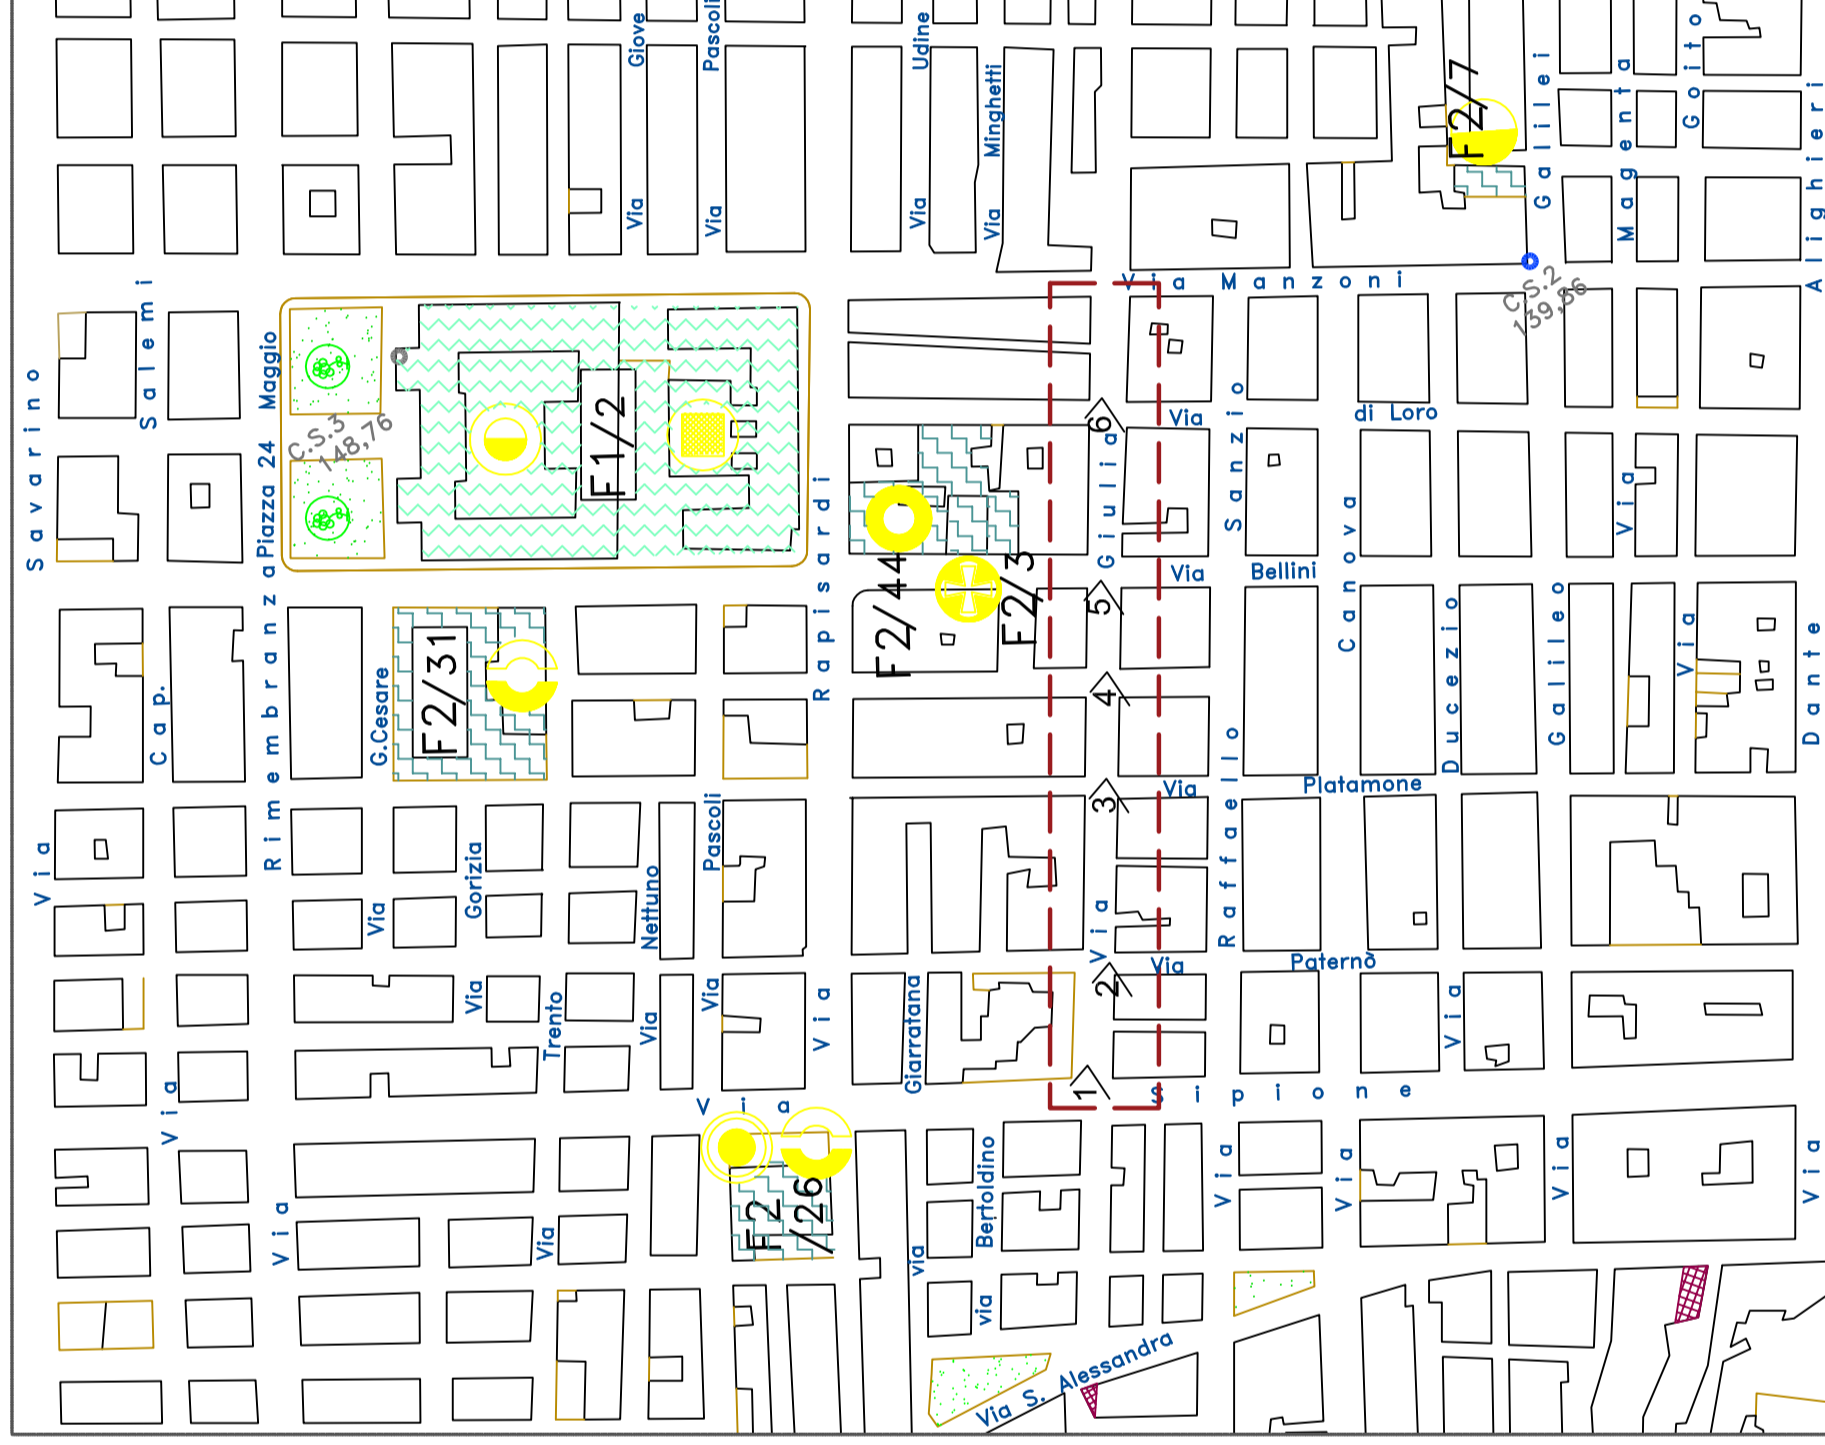 Via Giove
Via Pascoli
Via Udine
Via Minghetti
F2/7
Galilei
Magenta
Goito
Alighieri
Via Manzoni
C.S.2
139,86
Savarino
Salemi
Piazza 24 Maggio
C.S.3
148,76
F1/2
6
Via di Loro
Sanzio
Giulia
Canova
Via
Rapisardi
F2/44
F2/3
Via Bellini
5
Rimembranza
G.Cesare
F2/31
4
Cap.
Raffaello
Ducezio
Galileo
Via
Dante
3
Via Platamone
Via
Via Gorizia
Nettuno
Pascoli
Via
2
Via Paternò
Via
Trento
Via
Via
Via
Giarratana
Via
1
Via
Via Sipione
Via
Via
F2
/26
via
Bertoldino
via
Via
Via
Via
Via
Via S. Alessandra